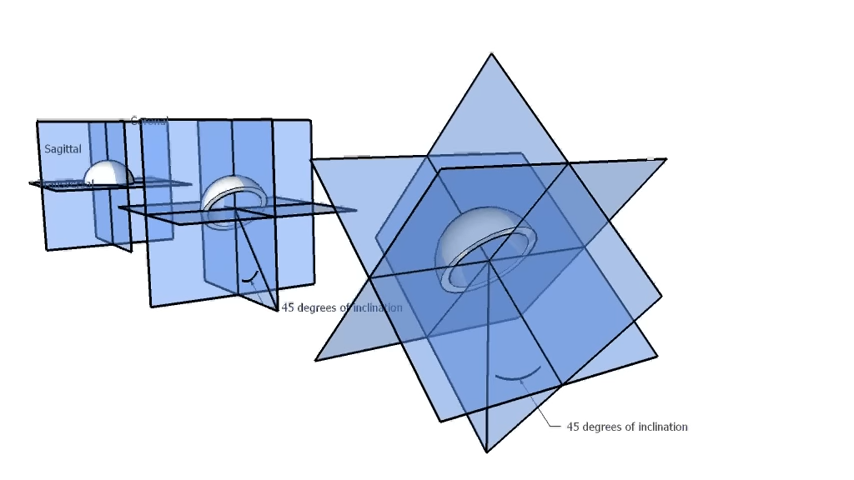 Coronal
Sagittal
45 degrees of inclination
45 degrees of inclination